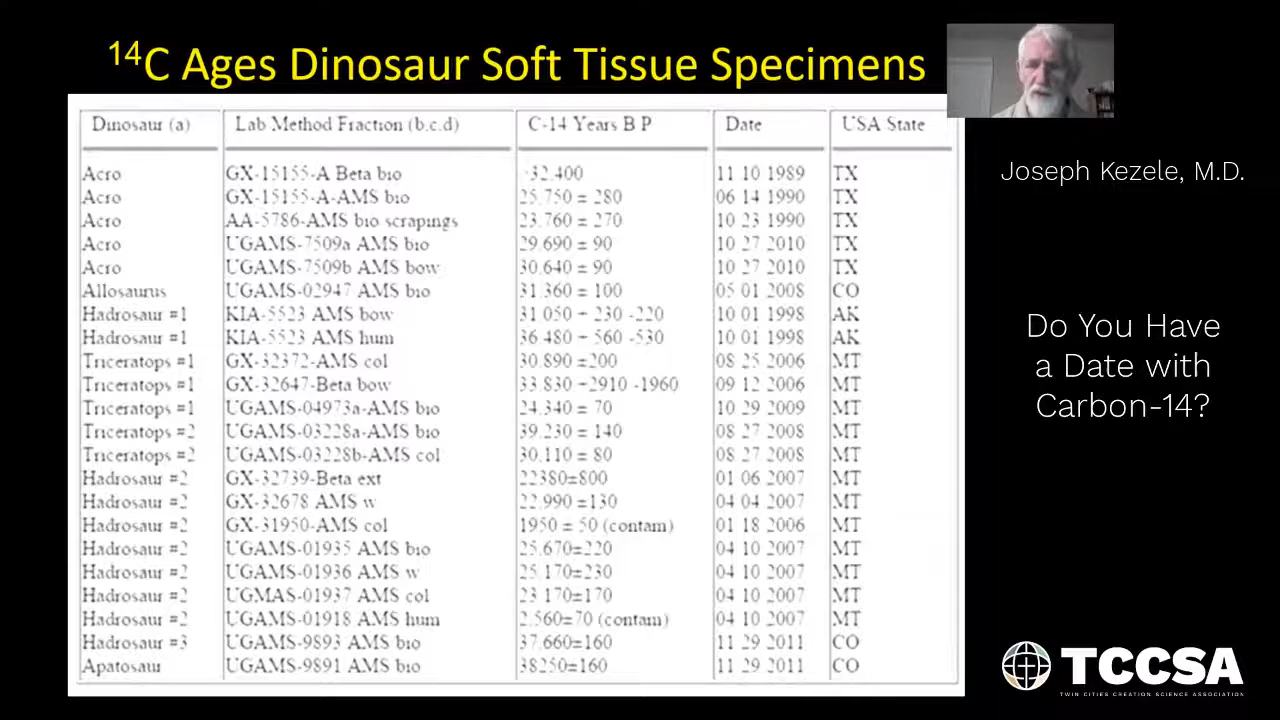 14C Ages Dinosaur Soft Tissue Specimens
Dinosaur (a) Lab Method Fraction (b.c.d) C-14 Years B P Date USA State
Acro GX-15155-A Beta bio 32.400 11 10 1989 TX
Acro GX-15155-A-AMS bio 25.750 = 280 06 14 1990 TX
Acro AA-5786-AMS bio scrapings 23.760 = 270 10 23 1990 TX
Acro UGAMS-7509a AMS bio 29.690 = 90 10 27 2010 TX
Acro UGAMS-7509b AMS bow 30.640 = 90 10 27 2010 TX
Allosaurus UGAMS-02947 AMS bio 31.360 = 100 05 01 2008 CO
Hadrosaur #1 KIA-5523 AMS bow 31.050 - 230 -220 10 01 1998 AK
Hadrosaur #1 KIA-5523 AMS hum 36.480 - 560 -530 10 01 1998 AK
Triceratops #1 GX-32372-AMS col 30.890 =200 08 25 2006 MT
Triceratops #1 GX-32647-Beta bow 33.830 -2910 -1960 09 12 2006 MT
Triceratops #1 UGAMS-04973a-AMS bio 24.340 = 70 10 29 2009 MT
Triceratops #2 UGAMS-03228a-AMS bio 39.230 = 140 08 27 2008 MT
Triceratops #2 UGAMS-03228b-AMS col 30.110 = 80 08 27 2008 MT
Hadrosaur #2 GX-32739-Beta ext 22380±800 01 06 2007 MT
Hadrosaur #2 GX-32678 AMS w 22.990 ±130 04 04 2007 MT
Hadrosaur #2 GX-31950-AMS col 1950 = 50 (contam) 01 18 2006 MT
Hadrosaur #2 UGAMS-01935 AMS bio 25.670±220 04 10 2007 MT
Hadrosaur #2 UGAMS-01936 AMS w 25.170±230 04 10 2007 MT
Hadrosaur #2 UGMAS-01937 AMS col 23.170±170 04 10 2007 MT
Hadrosaur #2 UGAMS-01918 AMS hum 2.560±70 (contam) 04 10 2007 MT
Hadrosaur #3 UGAMS-9893 AMS bio 37.660±160 11 29 2011 CO
Apatosaur UGAMS-9891 AMS bio 38250±160 11 29 2011 CO
Joseph Kezele, M.D.
Do You Have
a Date with
Carbon-14?
TCCSA
TWIN CITIES CREATION SCIENCE ASSOCIATION